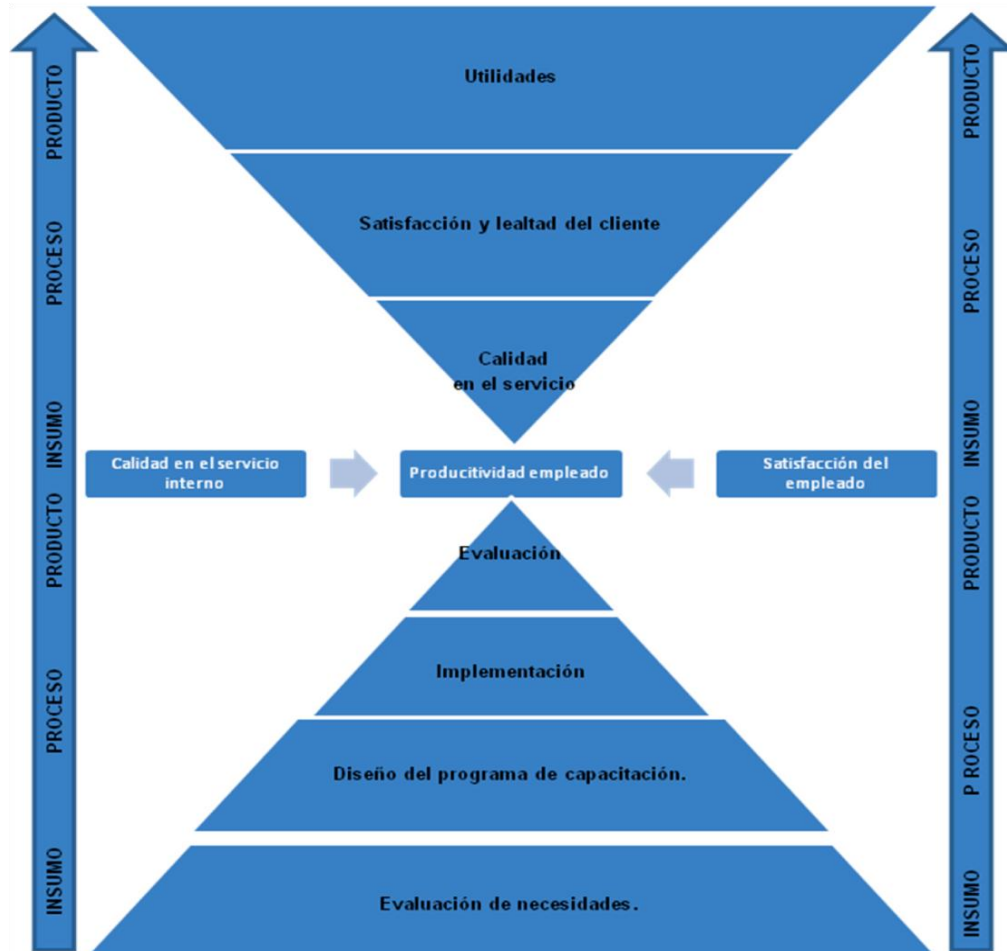 Utilidades
Satisfacción y lealtad del cliente
Calidad
en el servicio
Calidad en el servicio
interno
Producitividad empleado
Satisfacción del
empleado
Evaluación
Implementación
Diseño del programa de capacitación.
Evaluación de necesidades.
PRODUCTO
PROCESO
INSUMO
PRODUCTO
PROCESO
INSUMO
PRODUCTO
PROCESO
INSUMO
PRODUCTO
P ROCESO
INSUMO